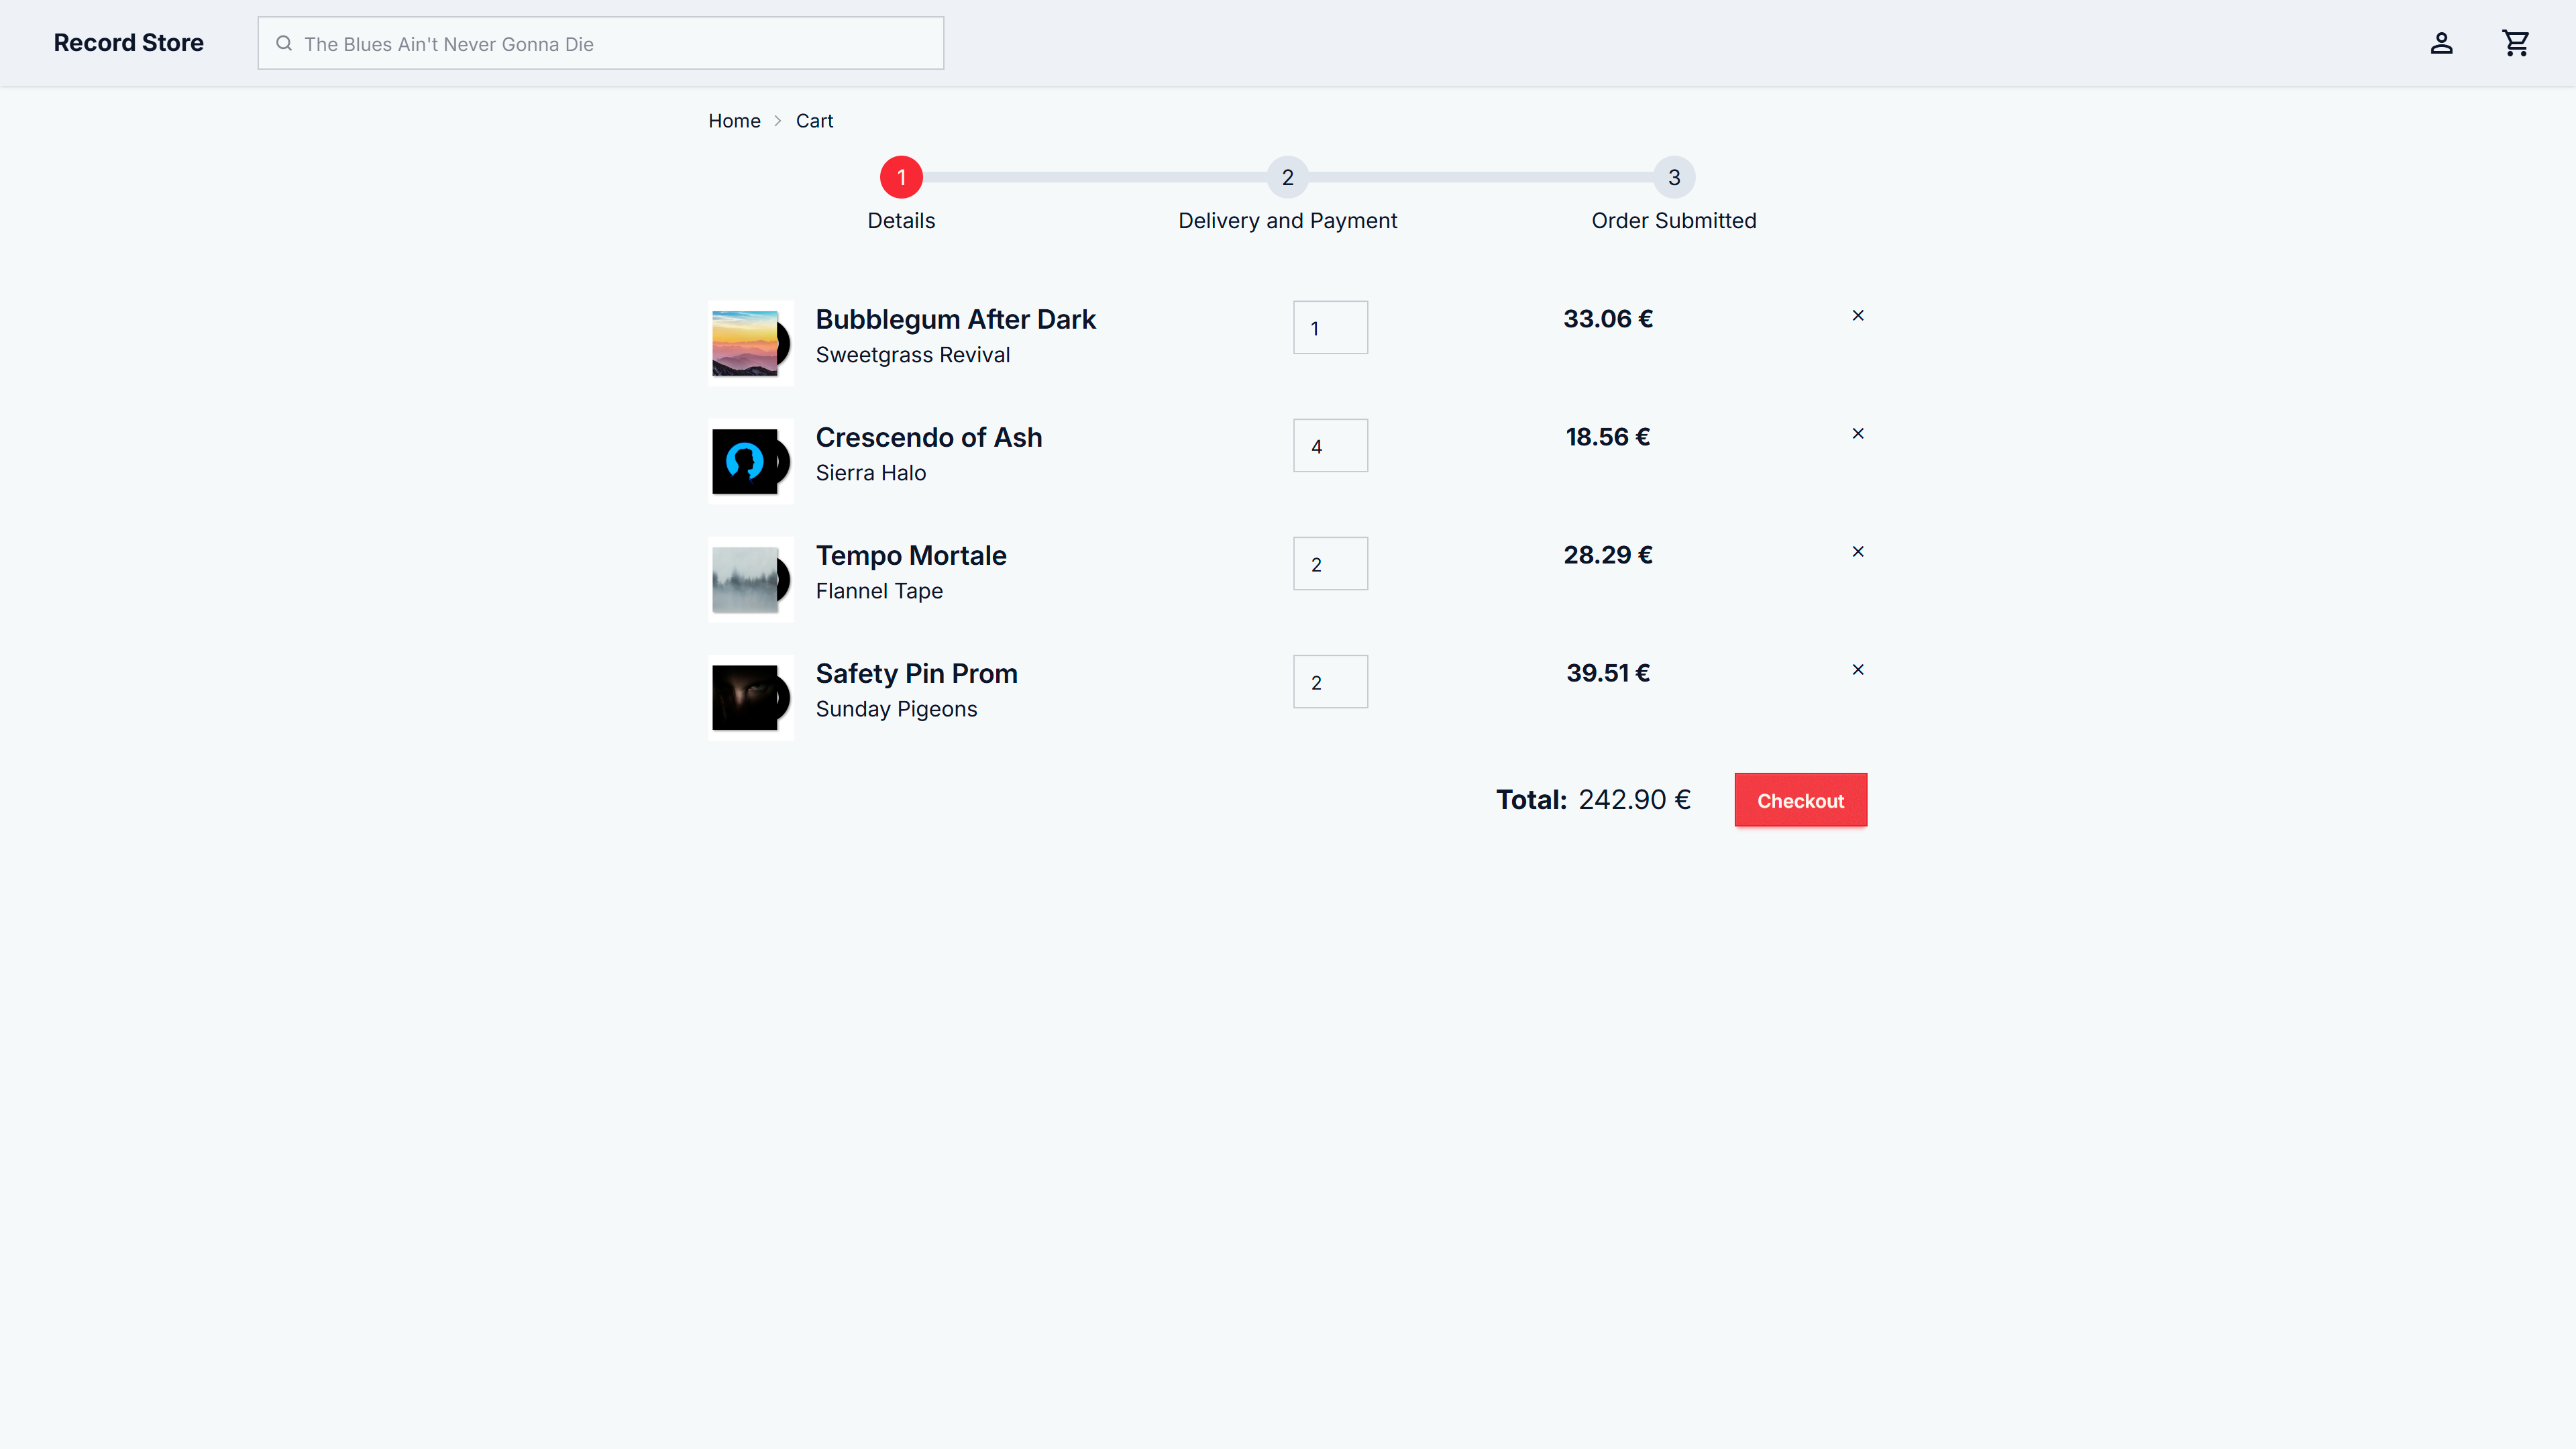 Record Store
The Blues Ain't Never Gonna Die
Home
Cart
1
2
3
Details
Delivery and Payment
Order Submitted
Bubblegum After Dark
Sweetgrass Revival
1
33.06 €
Crescendo of Ash
Sierra Halo
4
18.56 €
Tempo Mortale
Flannel Tape
2
28.29 €
Safety Pin Prom
Sunday Pigeons
2
39.51 €
Total: 242.90 €
Checkout